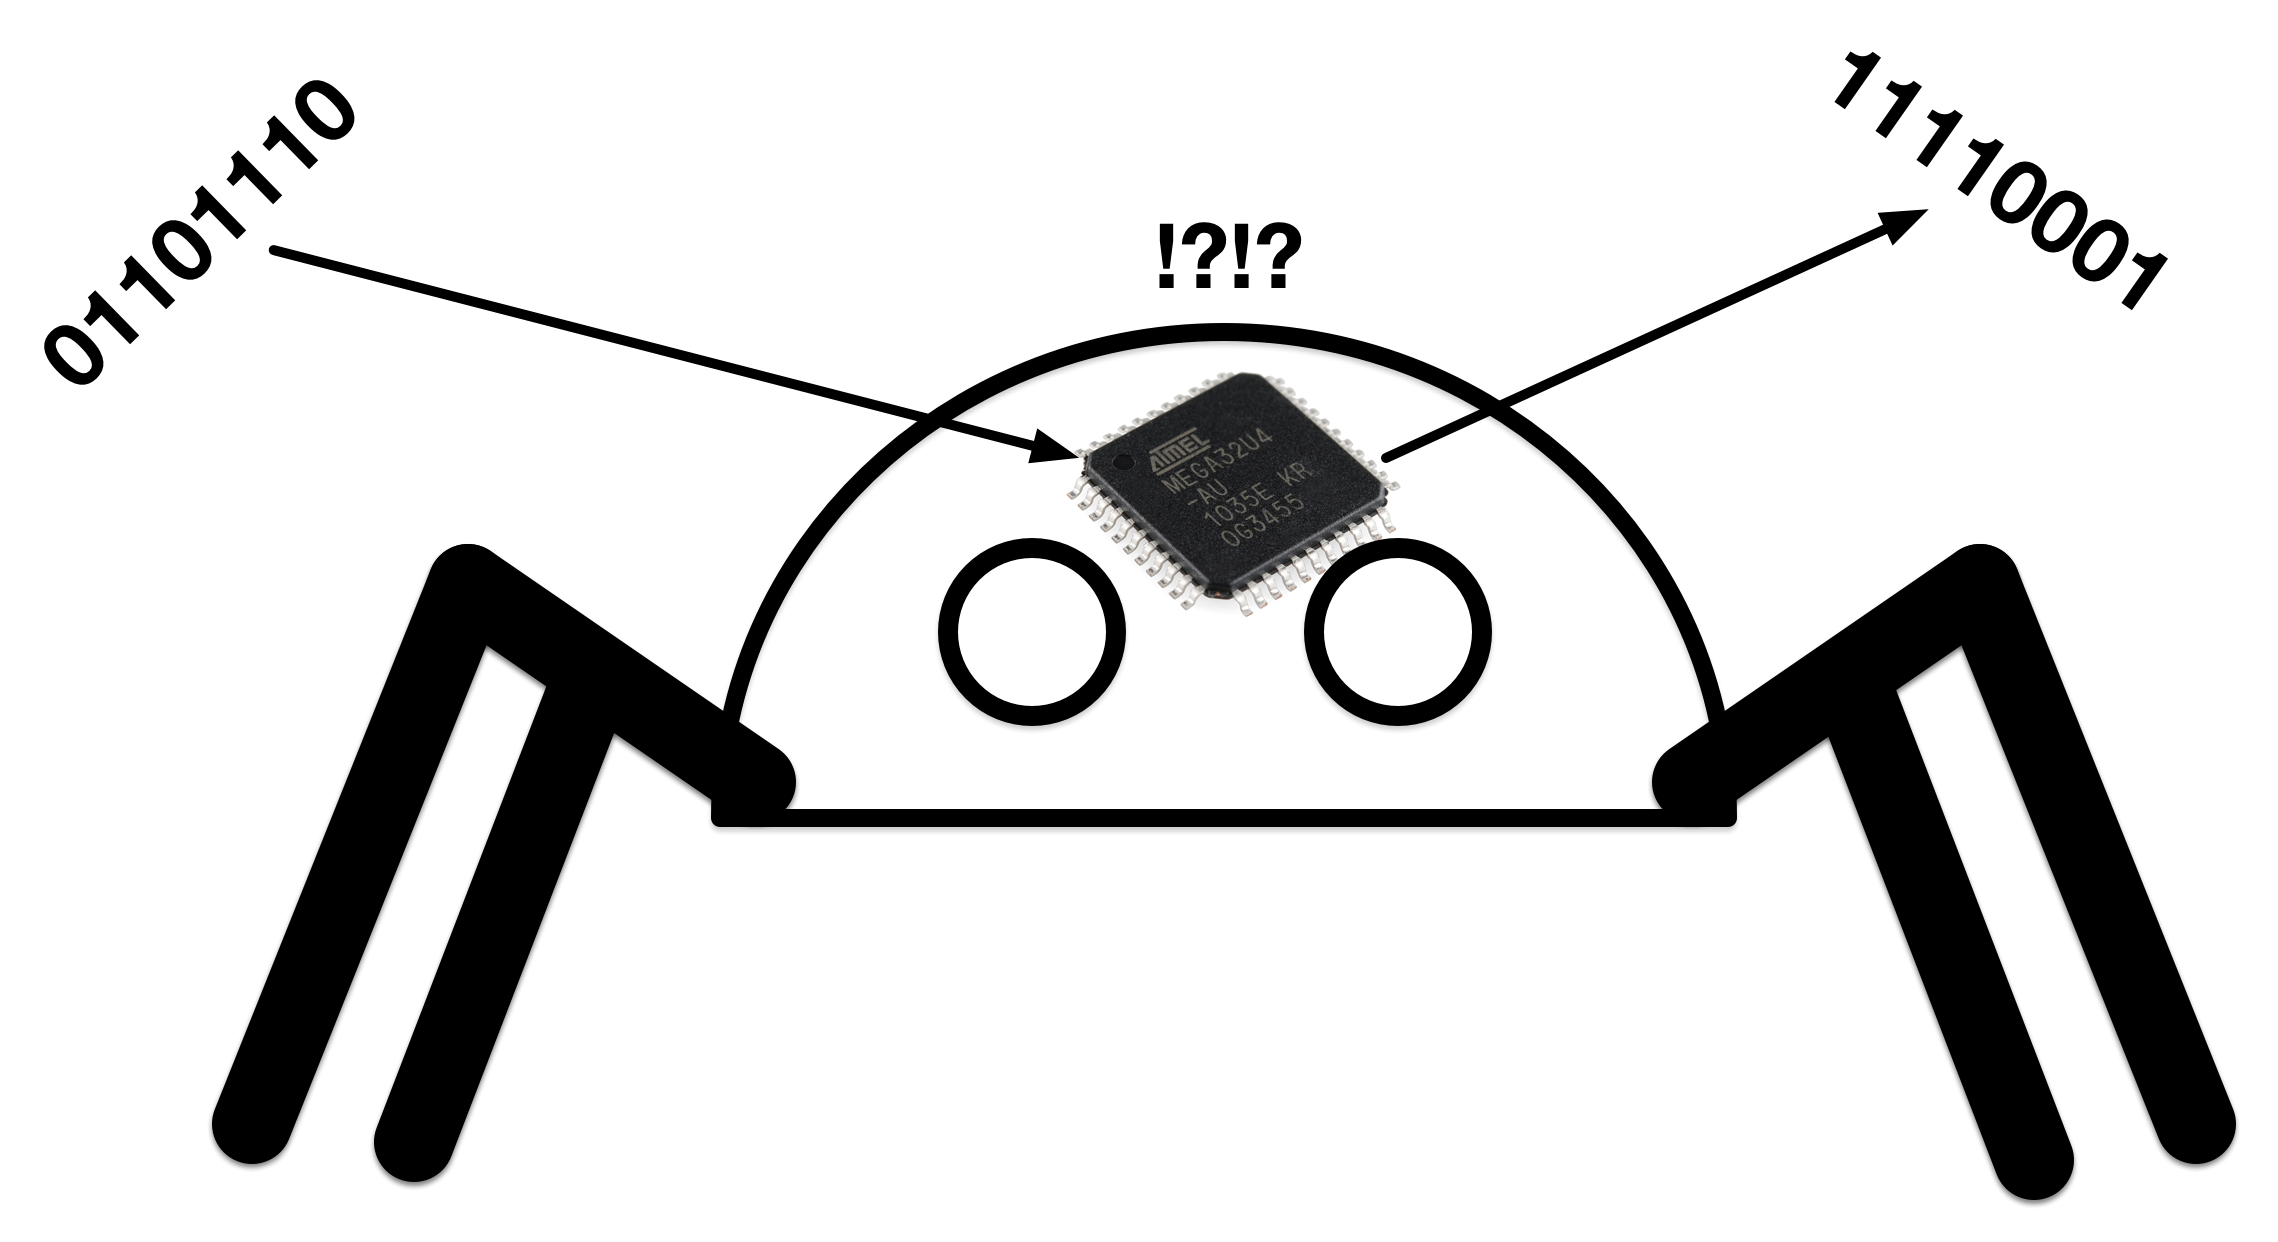 01101110
11110001
!?!?
ATMEL
MEGA32U4
-AU
1035E KR
0G3455